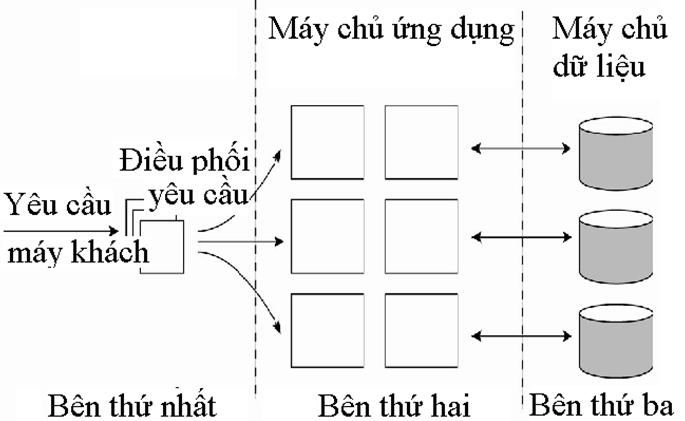 Máy chủ ứng dụng
Máy chủ
dữ liệu
Điều phối
yêu cầu
Yêu cầu
máy khách
Bên thứ nhất
Bên thứ hai
Bên thứ ba